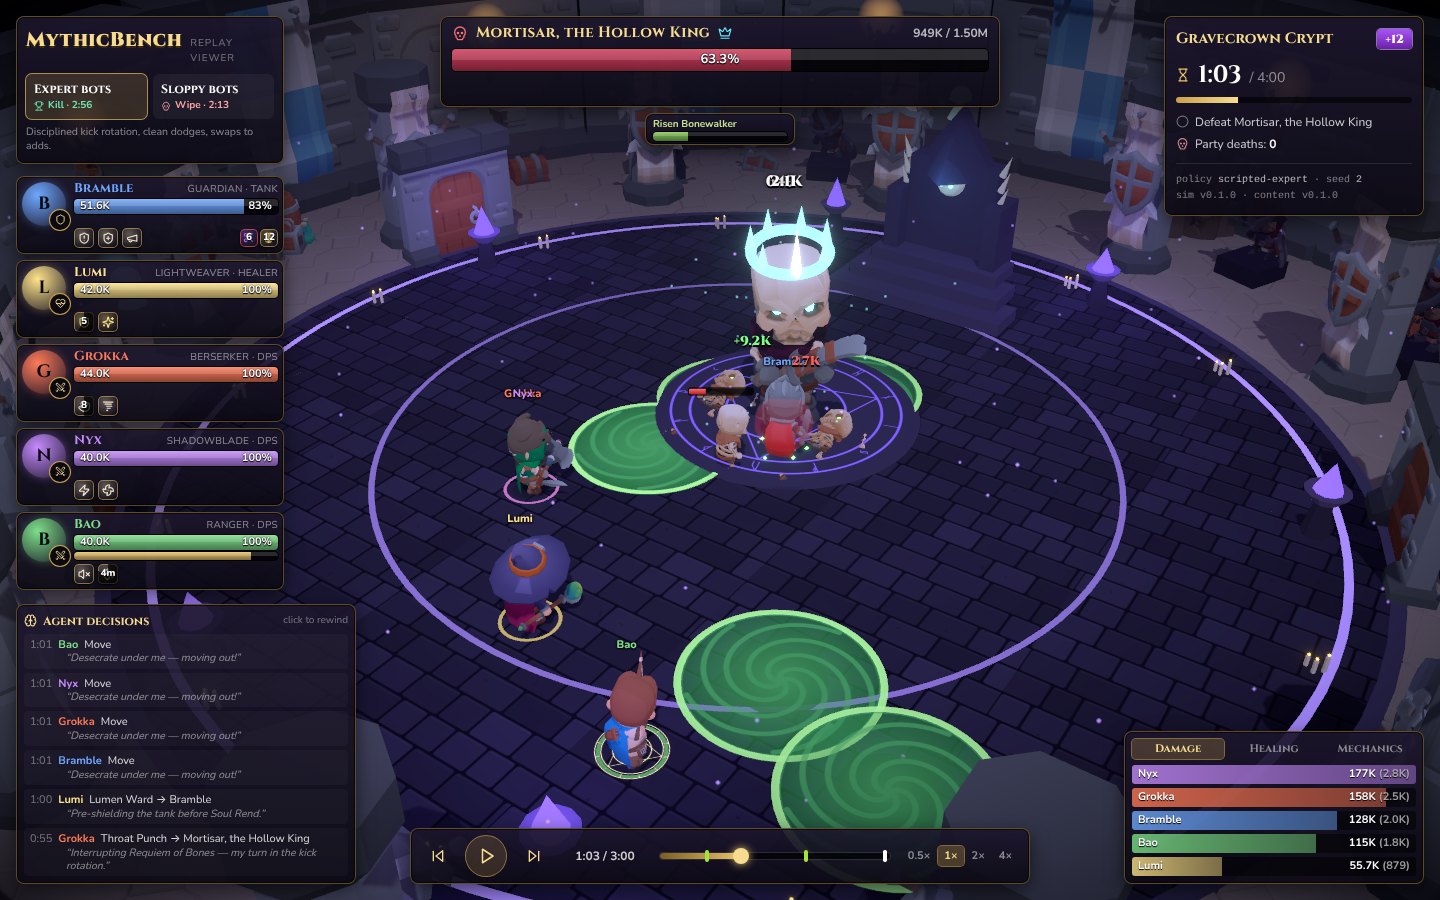 MythicBench REPLAY VIEWER
Expert bots
Kill · 2:56
Sloppy bots
Wipe · 2:13
Disciplined kick rotation, clean dodges, swaps to adds.
Mortisar, the Hollow King
949K / 1.50M
63.3%
Risen Bonewalker
Gravecrown Crypt
+12
1:03 / 4:00
Defeat Mortisar, the Hollow King
Party deaths: 0
policy scripted-expert · seed 2
sim v0.1.0 · content v0.1.0
B
Bramble
GUARDIAN · TANK
51.6K
83%
6
12
L
Lumi
LIGHTWEAVER · HEALER
42.0K
100%
5
G
Grokka
BERSERKER · DPS
44.0K
100%
8
N
Nyx
SHADOWBLADE · DPS
40.0K
100%
B
Bao
RANGER · DPS
40.0K
100%
4m
+9.2K
2.7K
Nyx
Lumi
Bao
Agent decisions
click to rewind
1:01 Bao Move
“Desecrate under me — moving out!”
1:01 Nyx Move
“Desecrate under me — moving out!”
1:01 Grokka Move
“Desecrate under me — moving out!”
1:01 Bramble Move
“Desecrate under me — moving out!”
1:00 Lumi Lumen Ward → Bramble
“Pre-shielding the tank before Soul Rend.”
0:55 Grokka Throat Punch → Mortisar, the Hollow King
“Interrupting Requiem of Bones — my turn in the kick rotation.”
1:03 / 3:00
0.5× 1× 2× 4×
Damage Healing Mechanics
Nyx 177K (2.8K)
Grokka 158K (2.5K)
Bramble 128K (2.0K)
Bao 115K (1.8K)
Lumi 55.7K (879)